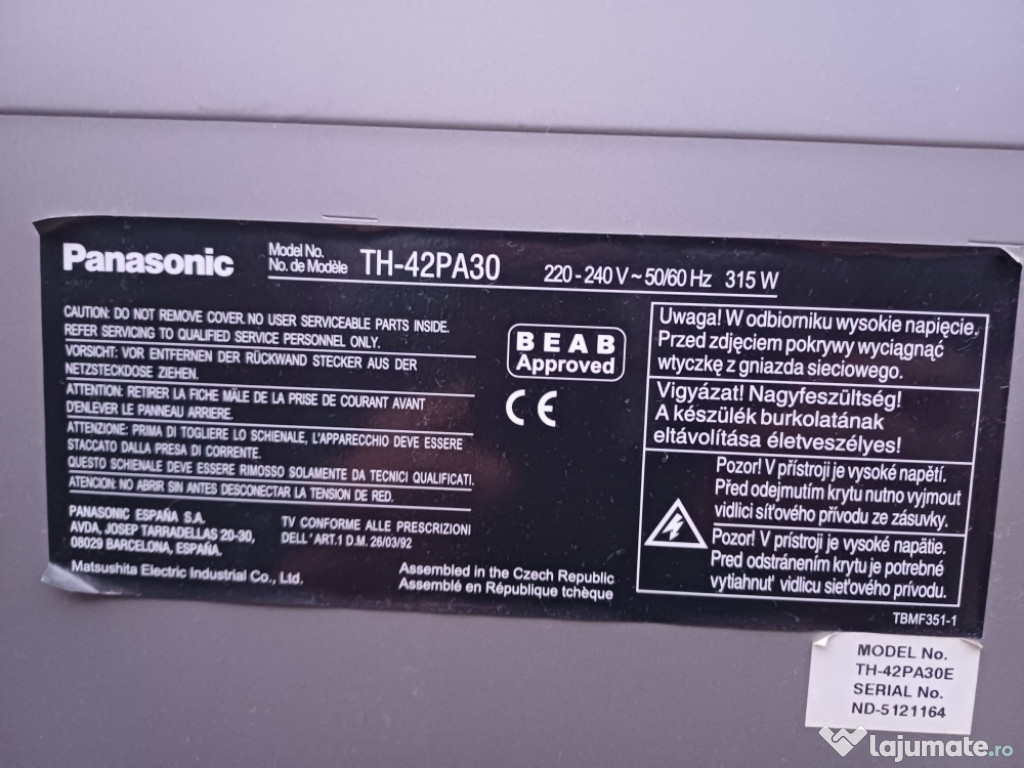 Panasonic
Model No.
No. de Modèle
TH-42PA30
220 - 240 V ~ 50/60 Hz 315 W
CAUTION: DO NOT REMOVE COVER. NO USER SERVICEABLE PARTS INSIDE.
REFER SERVICING TO QUALIFIED SERVICE PERSONNEL ONLY.
VORSICHT: VOR ENTFERNEN DER RÜCKWAND STECKER AUS DER
NETZSTECKDOSE ZIEHEN.
ATTENTION: RETIRER LA FICHE MÂLE DE LA PRISE DE COURANT AVANT
D'ENLEVER LE PANNEAU ARRIERE.
ATTENZIONE: PRIMA DI TOGLIERE LO SCHIENALE, L'APPARECCHIO DEVE ESSERE
STACCATO DALLA PRESA DI CORRENTE.
QUESTO SCHIENALE DEVE ESSERE RIMOSSO SOLAMENTE DA TECNICI QUALIFICATI.
ATENCION: NO ABRIR SIN ANTES DESCONECTAR LA TENSION DE RED.
PANASONIC ESPAÑA S.A.
AVDA, JOSEP TARRADELLAS 20-30,
08029 BARCELONA, ESPAÑA.
TV CONFORME ALLE PRESCRIZIONI
DELL' ART.1 D.M. 26/03/92
Matsushita Electric Industrial Co., Ltd.
Assembled in the Czech Republic
Assemblé en République tchèque
BEAB
Approved
CE
Uwaga! W odbiorniku wysokie napięcie.
Przed zdjęciem pokrywy wyciągnąć
wtyczkę z gniazda sieciowego.
Vigyázat! Nagyfeszültség!
A készülék burkolatának
eltávolítása életveszélyes!
Pozor! V přístroji je vysoké napětí.
Před odejmutím krytu nutno vyjmout
vidlici síťového přívodu ze zásuvky.
Pozor! V prístroji je vysoké napätie.
Pred odstránením krytu je potrebné
vytiahnuť vidlicu sieťového prívodu.
TBMF351-1
MODEL No.
TH-42PA30E
SERIAL No.
ND-5121164
lajumate.ro